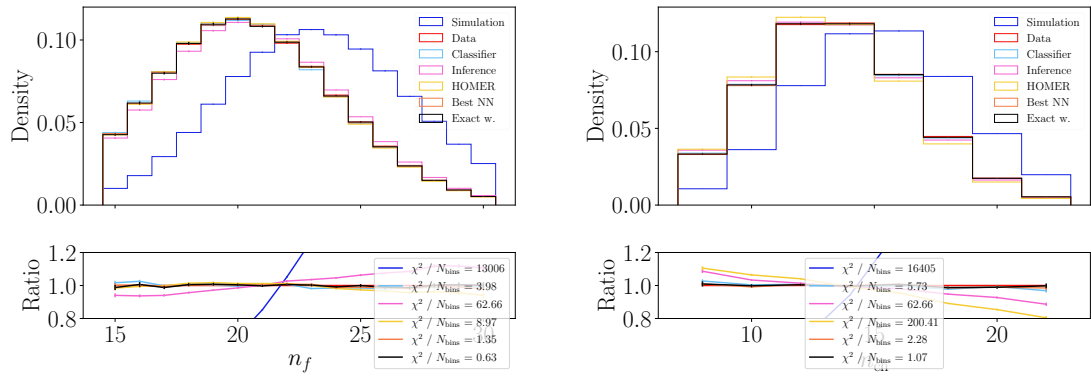 Density
0.10
0.05
0.00
Simulation
Data
Classifier
Inference
HOMER
Best NN
Exact w.
Ratio
1.2
1.0
0.8
χ² / N_bins = 13006
χ² / N_bins = 3.98
χ² / N_bins = 62.66
χ² / N_bins = 8.97
χ² / N_bins = 1.35
χ² / N_bins = 0.63
15 20 25 30
n_f
Density
0.10
0.05
0.00
Simulation
Data
Classifier
Inference
HOMER
Best NN
Exact w.
Ratio
1.2
1.0
0.8
χ² / N_bins = 16405
χ² / N_bins = 5.73
χ² / N_bins = 62.66
χ² / N_bins = 200.41
χ² / N_bins = 2.28
χ² / N_bins = 1.07
10 15 20
n_ch